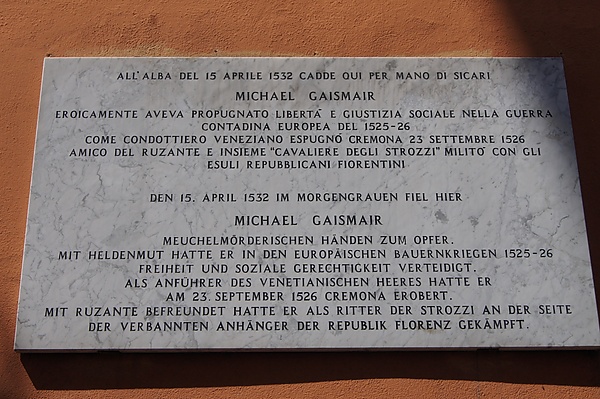 ALL'ALBA DEL 15 APRILE 1532 CADDE QUI PER MANO DI SICARI
MICHAEL GAISMAIR
EROICAMENTE AVEVA PROPUGNATO LIBERTÀ E GIUSTIZIA SOCIALE NELLA GUERRA
CONTADINA EUROPEA DEL 1525-26
COME CONDOTTIERO VENEZIANO ESPUGNÒ CREMONA 23 SETTEMBRE 1526
AMICO DEL RUZANTE E INSIEME "CAVALIERE DEGLI STROZZI" MILITÒ CON GLI
ESULI REPUBBLICANI FIORENTINI
DEN 15. APRIL 1532 IM MORGENGRAUEN FIEL HIER
MICHAEL GAISMAIR
MEUCHELMÖRDERISCHEN HÄNDEN ZUM OPFER.
MIT HELDENMUT HATTE ER IN DEN EUROPÄISCHEN BAUERNKRIEGEN 1525-26
FREIHEIT UND SOZIALE GERECHTIGKEIT VERTEIDIGT.
ALS ANFÜHRER DES VENETIANISCHEN HEERES HATTE ER
AM 23. SEPTEMBER 1526 CREMONA EROBERT.
MIT RUZANTE BEFREUNDET HATTE ER ALS RITTER DER STROZZI AN DER SEITE
DER VERBANNTEN ANHÄNGER DER REPUBLIK FLORENZ GEKÄMPFT.